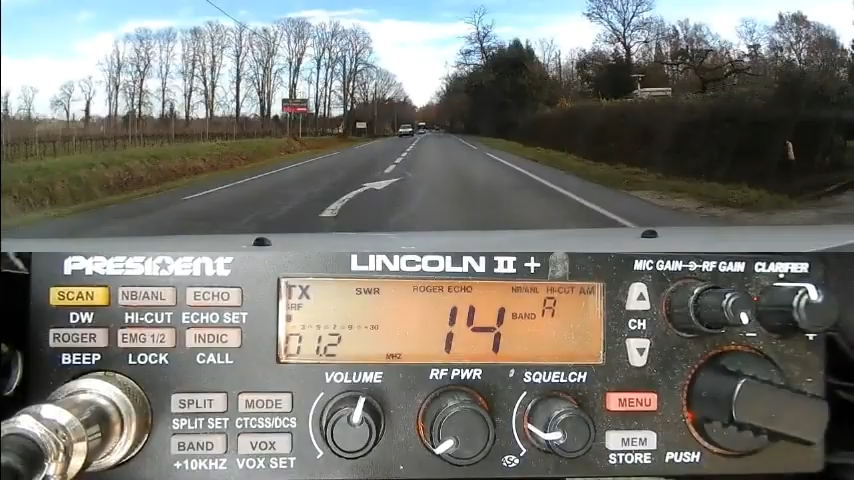 PRESIDENT
LINCOLN II +
MIC GAIN RF GAIN
CLARIFIER
SCAN
NB/ANL
ECHO
DW
HI-CUT
ECHO SET
ROGER
EMG 1/2
RIGHT
BEEP
LOCK
CALL
TX SWR ROGER ECHO NB/ANL HI-CUT AM
14 BAND A
01.2 MHZ
CH
VOLUME
RF PWR
SQUELCH
SPLIT
MODE
SPLIT SET
CTCSS/DCS
BAND
VOX
+10KHz
VOX SET
ASC
MENU
MEM
STORE
PUSH